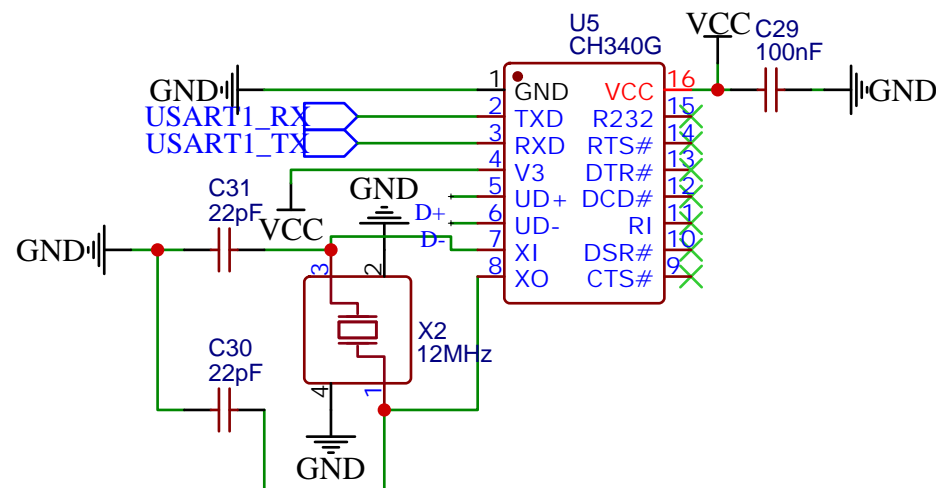 U5
CH340G
VCC
C29
100nF
GND
1
GND
VCC
16
GND
USART1_RX
2
TXD
R232
15
USART1_TX
3
RXD
RTS#
14
4
V3
DTR#
13
C31
22pF
VCC
GND
5
UD+
DCD#
12
D+
6
UD-
RI
11
D-
7
XI
DSR#
10
GND
3
2
8
XO
CTS#
9
X2
12MHz
C30
22pF
4
1
GND